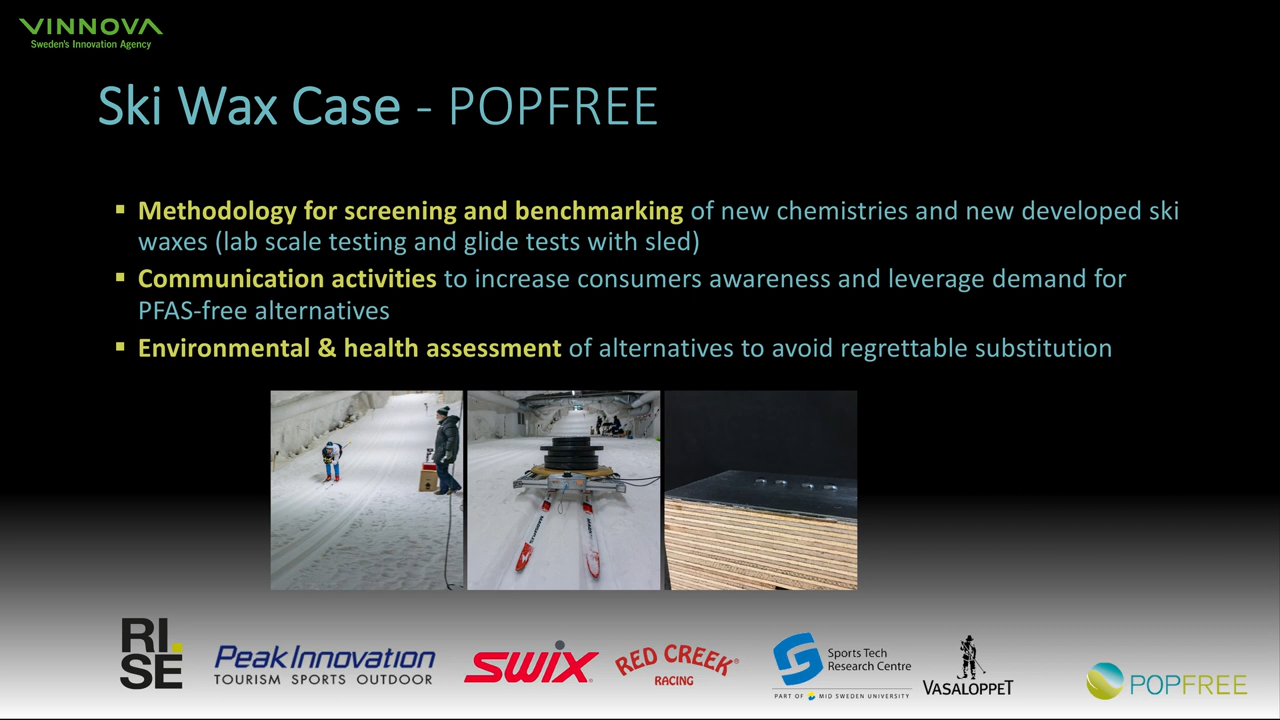 VINNOVA
Sweden's Innovation Agency
Ski Wax Case - POPFREE
▪ Methodology for screening and benchmarking of new chemistries and new developed ski
waxes (lab scale testing and glide tests with sled)
▪ Communication activities to increase consumers awareness and leverage demand for
PFAS-free alternatives
▪ Environmental & health assessment of alternatives to avoid regrettable substitution
RI.
SE
Peak Innovation
TOURISM SPORTS OUTDOOR
SWIX
RED CREEK®
RACING
Sports Tech
Research Centre
PART OF MID SWEDEN UNIVERSITY
VASALOPPET
POPFREE